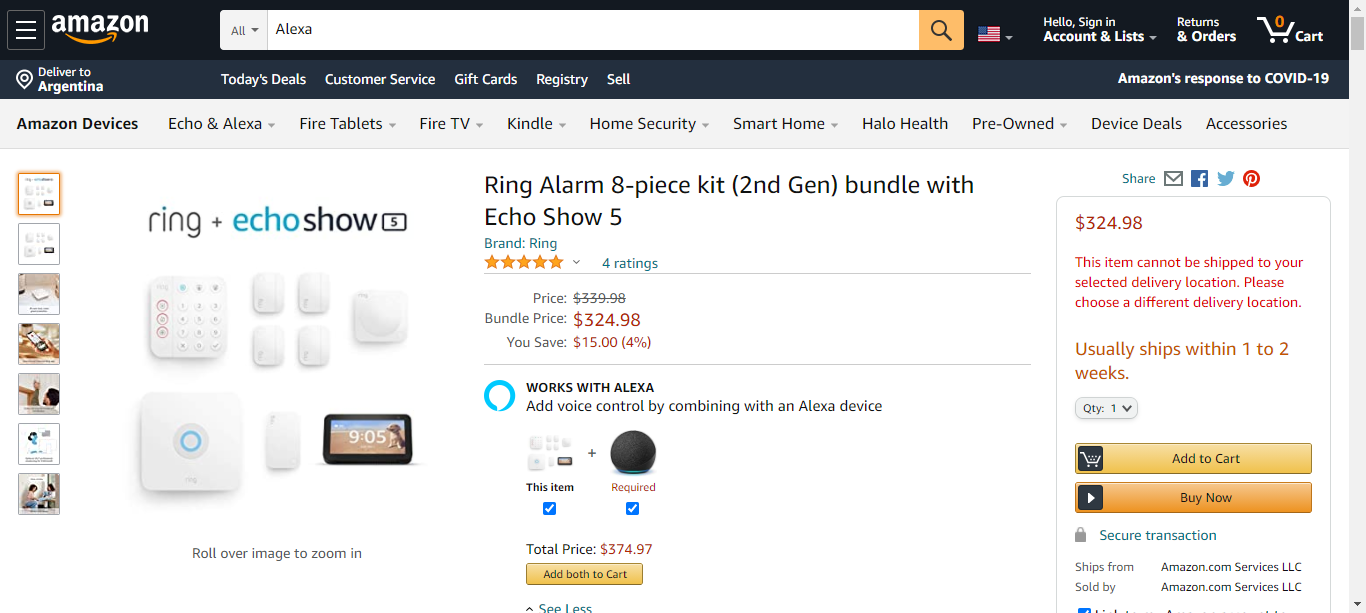 amazon
All
Alexa
Hello, Sign in
Account & Lists
Returns
& Orders
0
Cart
Deliver to
Argentina
Today's Deals
Customer Service
Gift Cards
Registry
Sell
Amazon's response to COVID-19
Amazon Devices
Echo & Alexa
Fire Tablets
Fire TV
Kindle
Home Security
Smart Home
Halo Health
Pre-Owned
Device Deals
Accessories
ring + echo show 5
9:05
Roll over image to zoom in
Ring Alarm 8-piece kit (2nd Gen) bundle with
Echo Show 5
Brand: Ring
4 ratings
Price: $339.98
Bundle Price: $324.98
You Save: $15.00 (4%)
WORKS WITH ALEXA
Add voice control by combining with an Alexa device
+
This item
Required
Total Price: $374.97
Add both to Cart
See Less
Share
$324.98
This item cannot be shipped to your
selected delivery location. Please
choose a different delivery location.
Usually ships within 1 to 2
weeks.
Qty: 1
Add to Cart
Buy Now
Secure transaction
Ships from Amazon.com Services LLC
Sold by Amazon.com Services LLC